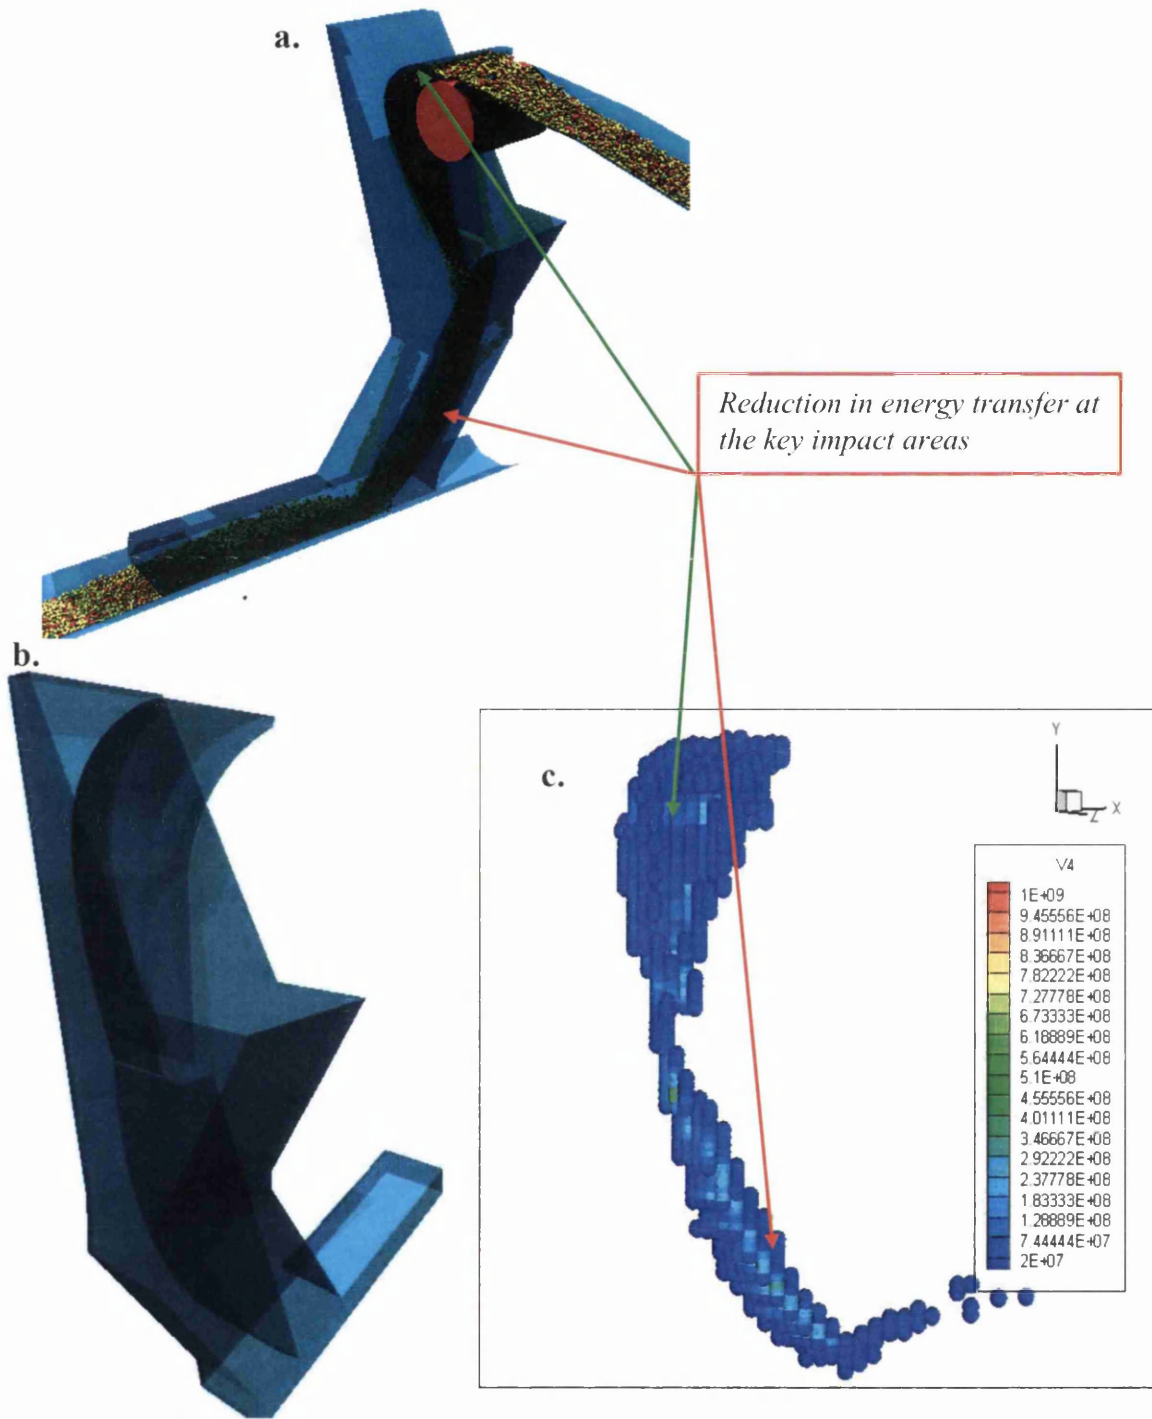 a.
Reduction in energy transfer at
the key impact areas
b.
c.
Y
X
Z
V4
1E+09
9.45556E+08
8.91111E+08
8.36667E+08
7.82222E+08
7.27778E+08
6.73333E+08
6.18889E+08
5.64444E+08
5.1E+08
4.55556E+08
4.01111E+08
3.46667E+08
2.92222E+08
2.37778E+08
1.83333E+08
1.28889E+08
7.44444E+07
2E+07